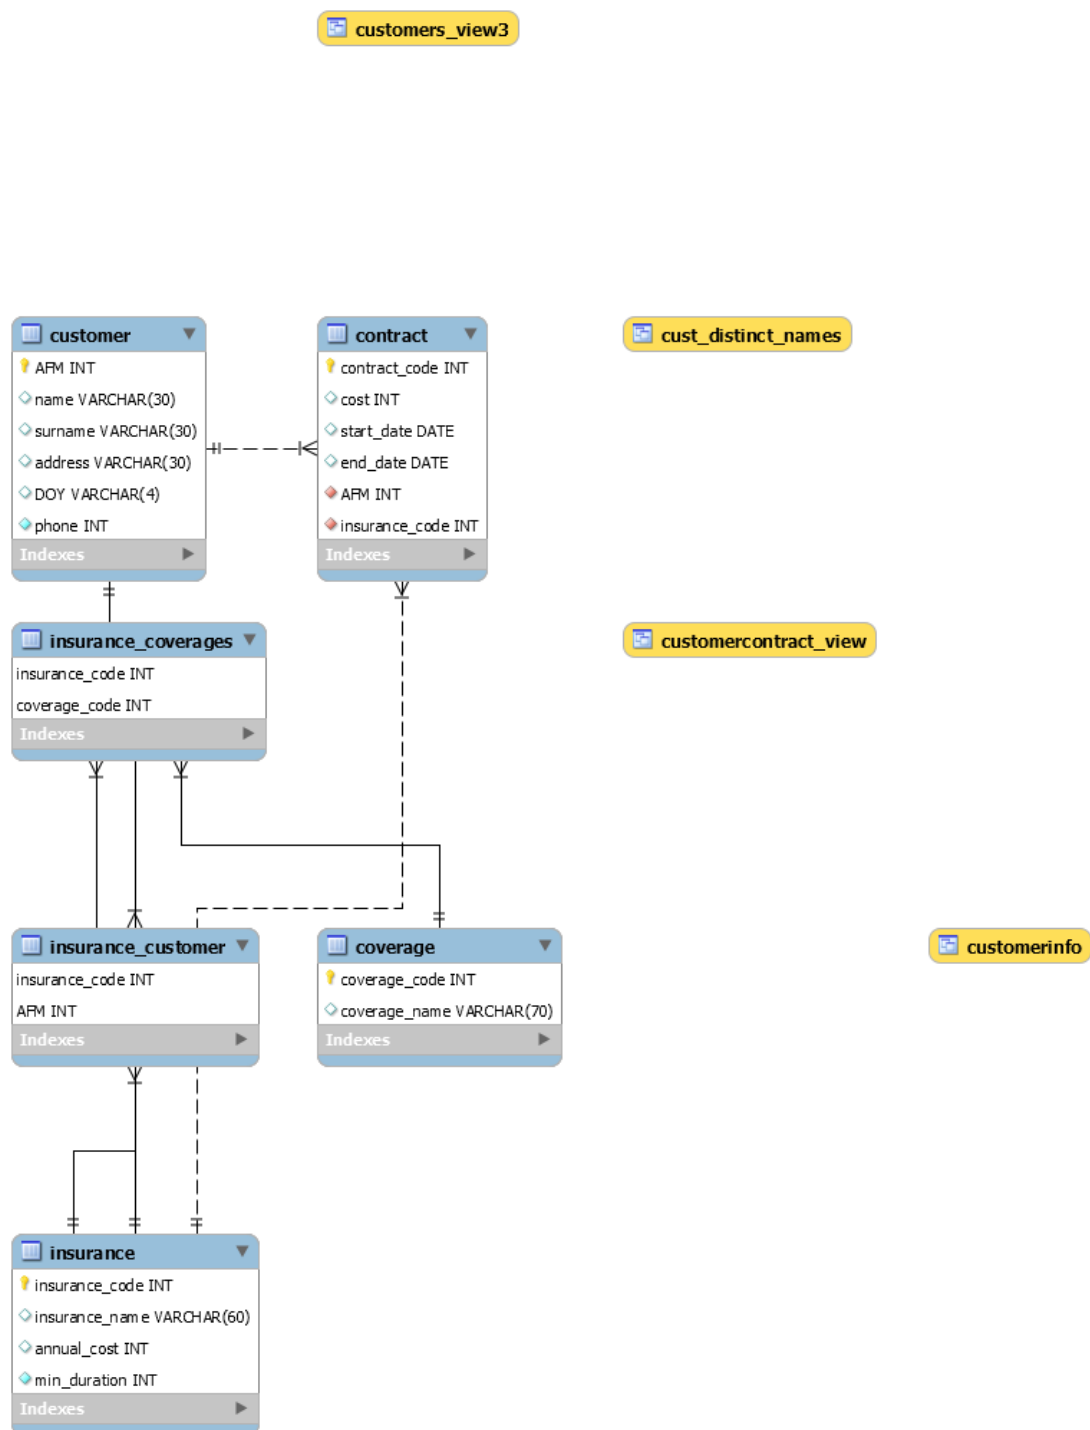 customers_view3
customer
AFM INT
name VARCHAR(30)
surname VARCHAR(30)
address VARCHAR(30)
DOY VARCHAR(4)
phone INT
Indexes
contract
contract_code INT
cost INT
start_date DATE
end_date DATE
AFM INT
insurance_code INT
Indexes
cust_distinct_names
insurance_coverages
insurance_code INT
coverage_code INT
Indexes
customercontract_view
insurance_customer
insurance_code INT
AFM INT
Indexes
coverage
coverage_code INT
coverage_name VARCHAR(70)
Indexes
customerinfo
insurance
insurance_code INT
insurance_name VARCHAR(60)
annual_cost INT
min_duration INT
Indexes